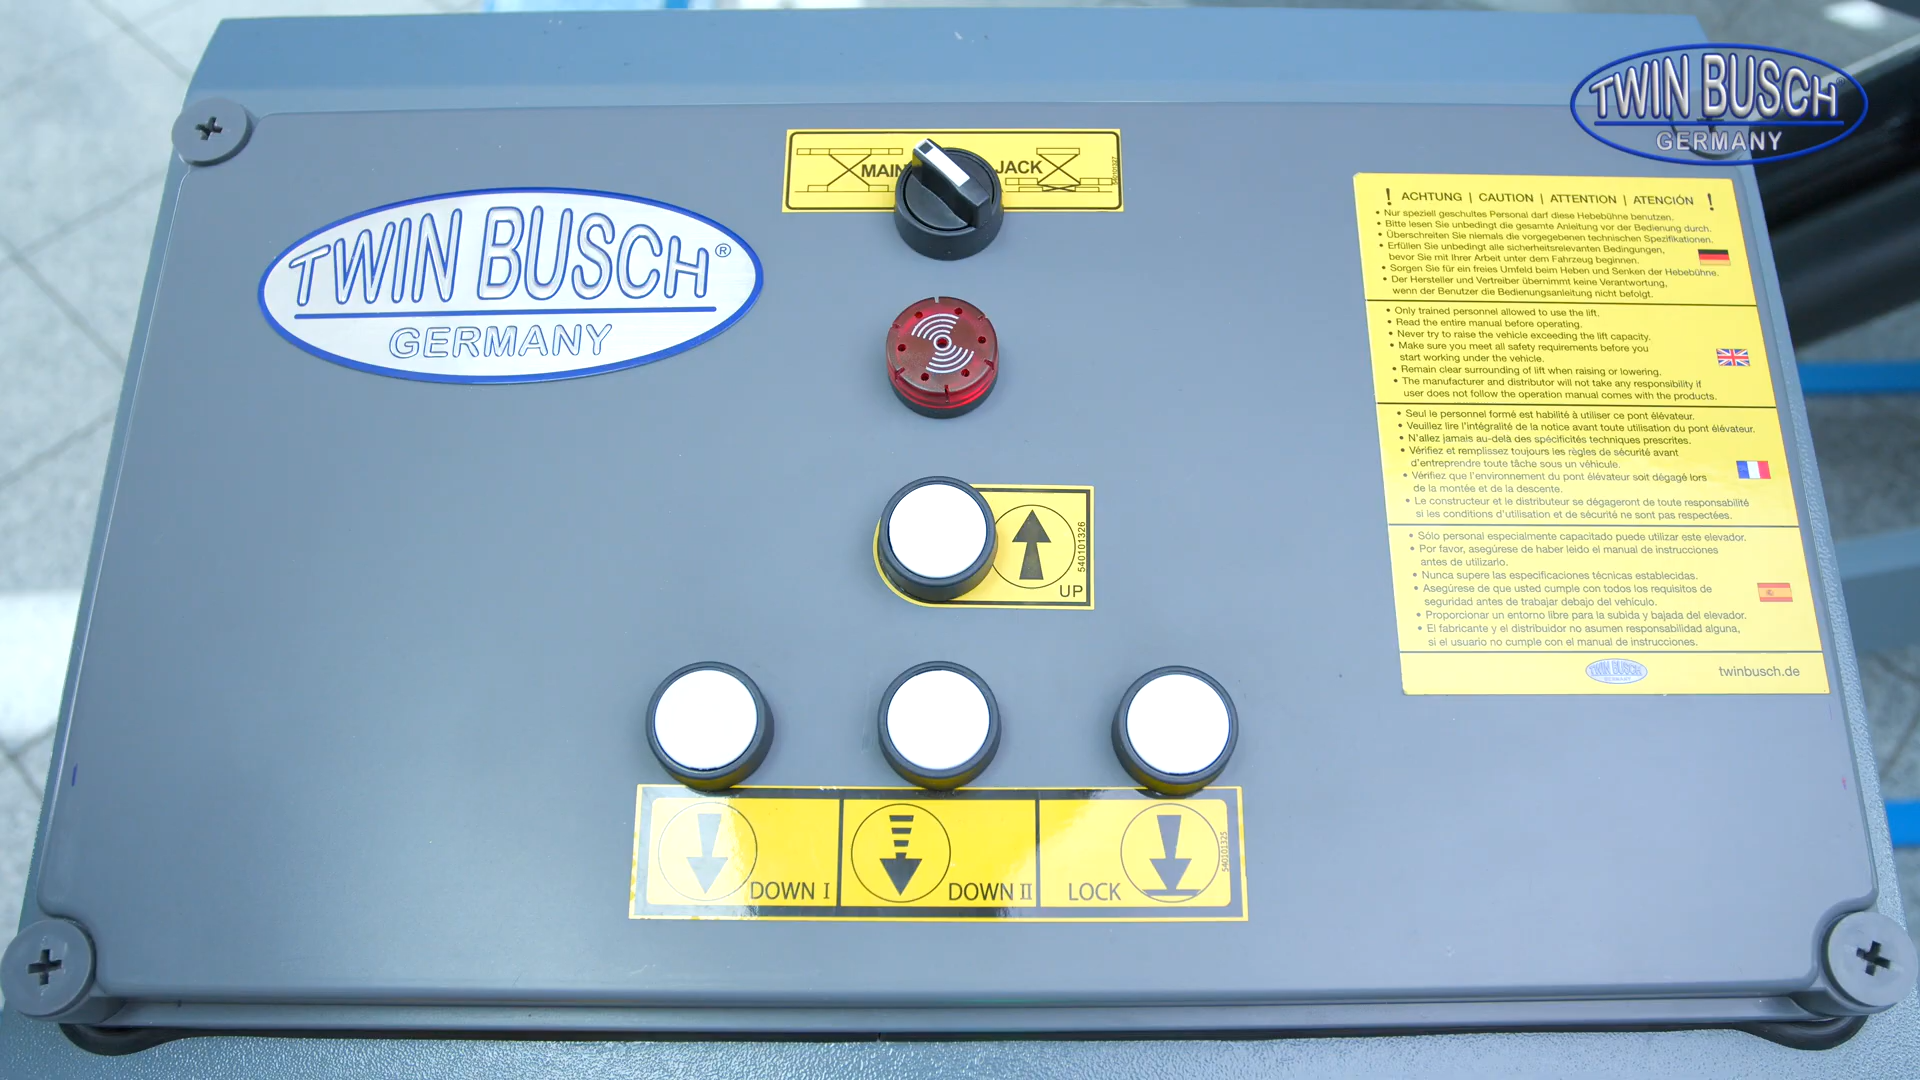 TWIN BUSCH®
GERMANY
TWIN BUSCH®
GERMANY
MAIN JACK
540101327
! ACHTUNG | CAUTION | ATTENTION | ATENCIÓN !
• Nur speziell geschultes Personal darf diese Hebebühne benutzen.
• Bitte lesen Sie unbedingt die gesamte Anleitung vor der Bedienung durch.
• Überschreiten Sie niemals die vorgegebenen technischen Spezifikationen.
• Erfüllen Sie unbedingt alle sicherheitsrelevanten Bedingungen,
bevor Sie mit Ihrer Arbeit unter dem Fahrzeug beginnen.
• Sorgen Sie für ein freies Umfeld beim Heben und Senken der Hebebühne.
• Der Hersteller und Vertreiber übernimmt keine Verantwortung,
wenn der Benutzer die Bedienungsanleitung nicht befolgt.
• Only trained personnel allowed to use the lift.
• Read the entire manual before operating.
• Never try to raise the vehicle exceeding the lift capacity.
• Make sure you meet all safety requirements before you
start working under the vehicle.
• Remain clear surrounding of lift when raising or lowering.
• The manufacturer and distributor will not take any responsibility if
user does not follow the operation manual comes with the products.
• Seul le personnel formé est habilité à utiliser ce pont élévateur.
• Veuillez lire l'intégralité de la notice avant toute utilisation du pont élévateur.
• N'allez jamais au-delà des spécificités techniques prescrites.
• Vérifiez et remplissez toujours les règles de sécurité avant
d'entreprendre toute tâche sous un véhicule.
• Vérifiez que l'environnement du pont élévateur soit dégagé lors
de la montée et de la descente.
• Le constructeur et le distributeur se dégageront de toute responsabilité
si les conditions d'utilisation et de sécurité ne sont pas respectées.
• Sólo personal especialmente capacitado puede utilizar este elevador.
• Por favor, asegúrese de haber leido el manual de instrucciones
antes de utilizarlo.
• Nunca supere las especificaciones técnicas establecidas.
• Asegúrese de que usted cumple con todos los requisitos de
seguridad antes de trabajar debajo del vehículo.
• Proporcionar un entorno libre para la subida y bajada del elevador.
• El fabricante y el distribuidor no asumen responsabilidad alguna,
si el usuario no cumple con el manual de instrucciones.
TWIN BUSCH
GERMANY
twinbusch.de
540101326
UP
DOWN I
DOWN II
LOCK
540101325